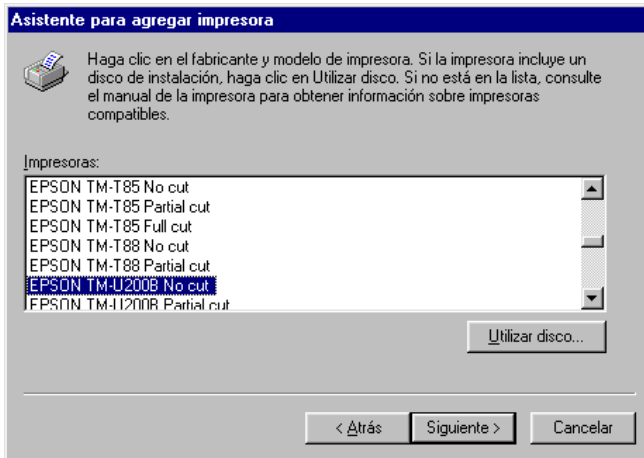 Asistente para agregar impresora
Haga clic en el fabricante y modelo de impresora. Si la impresora incluye un
disco de instalación, haga clic en Utilizar disco. Si no está en la lista, consulte
el manual de la impresora para obtener información sobre impresoras
compatibles.
Impresoras:
EPSON TM-T85 No cut
EPSON TM-T85 Partial cut
EPSON TM-T85 Full cut
EPSON TM-T88 No cut
EPSON TM-T88 Partial cut
EPSON TM-U200B No cut
EPSON TM-U200B Partial cut
Utilizar disco...
< Atrás
Siguiente >
Cancelar